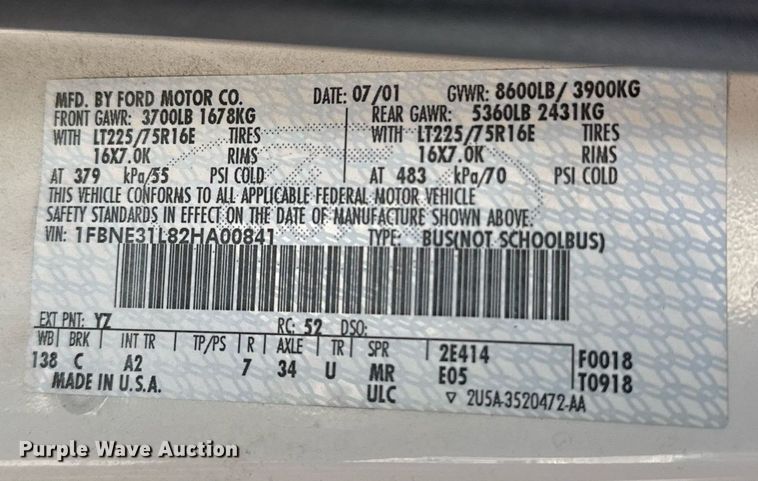 MFD. BY FORD MOTOR CO. DATE: 07/01 GVWR: 8600LB/ 3900KG
FRONT GAWR: 3700LB 1678KG REAR GAWR: 5360LB 2431KG
WITH LT225/75R16E TIRES WITH LT225/75R16E TIRES
16X7.0K RIMS 16X7.0K RIMS
AT 379 kPa/55 PSI COLD AT 483 kPa/70 PSI COLD
THIS VEHICLE CONFORMS TO ALL APPLICABLE FEDERAL MOTOR VEHICLE
SAFETY STANDARDS IN EFFECT ON THE DATE OF MANUFACTURE SHOWN ABOVE.
VIN: 1FBNE31L82HA00841 TYPE: BUS(NOT SCHOOLBUS)
EXT PNT: YZ RC: 52 DSO:
WB BRK INT TR TP/PS R AXLE TR SPR 2E414 F0018
138 C A2 7 34 U MR E05 T0918
MADE IN U.S.A. ULC ▽ 2U5A-3520472-AA
Purple Wave Auction